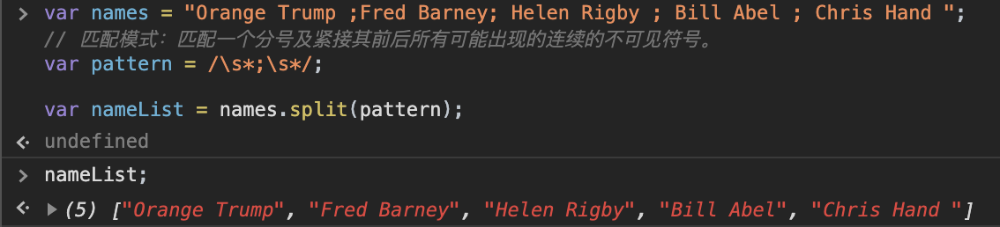 var names = "Orange Trump ;Fred Barney; Helen Rigby ; Bill Abel ; Chris Hand ";
// 匹配模式：匹配一个分号及紧接其前后所有可能出现的连续的不可见符号。
var pattern = /\s*;\s*/;
var nameList = names.split(pattern);
undefined
nameList;
(5) ["Orange Trump", "Fred Barney", "Helen Rigby", "Bill Abel", "Chris Hand "]